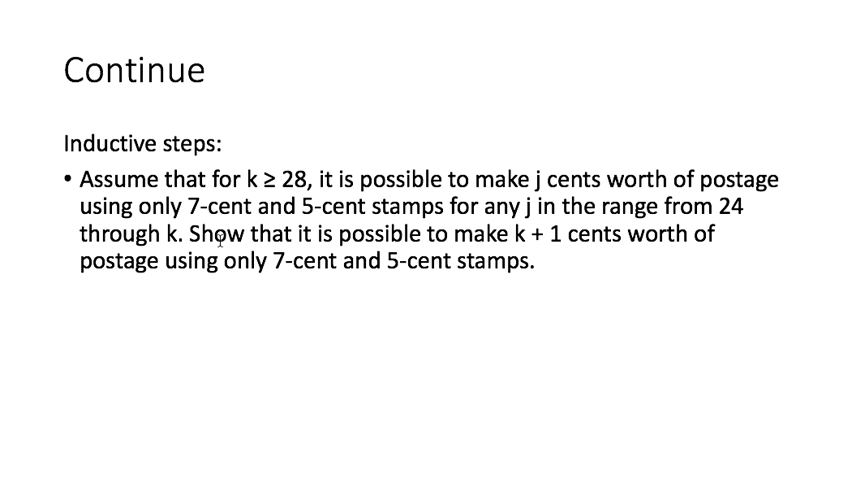 Continue
Inductive steps:
• Assume that for k ≥ 28, it is possible to make j cents worth of postage
using only 7-cent and 5-cent stamps for any j in the range from 24
through k. Show that it is possible to make k + 1 cents worth of
postage using only 7-cent and 5-cent stamps.